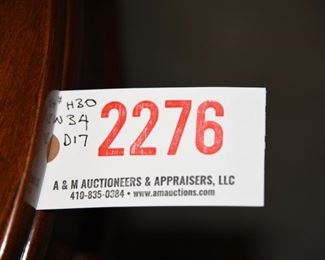 H30
W34
D17
2276
A & M AUCTIONEERS & APPRAISERS, LLC
410-835-0384 • www.amauctions.com